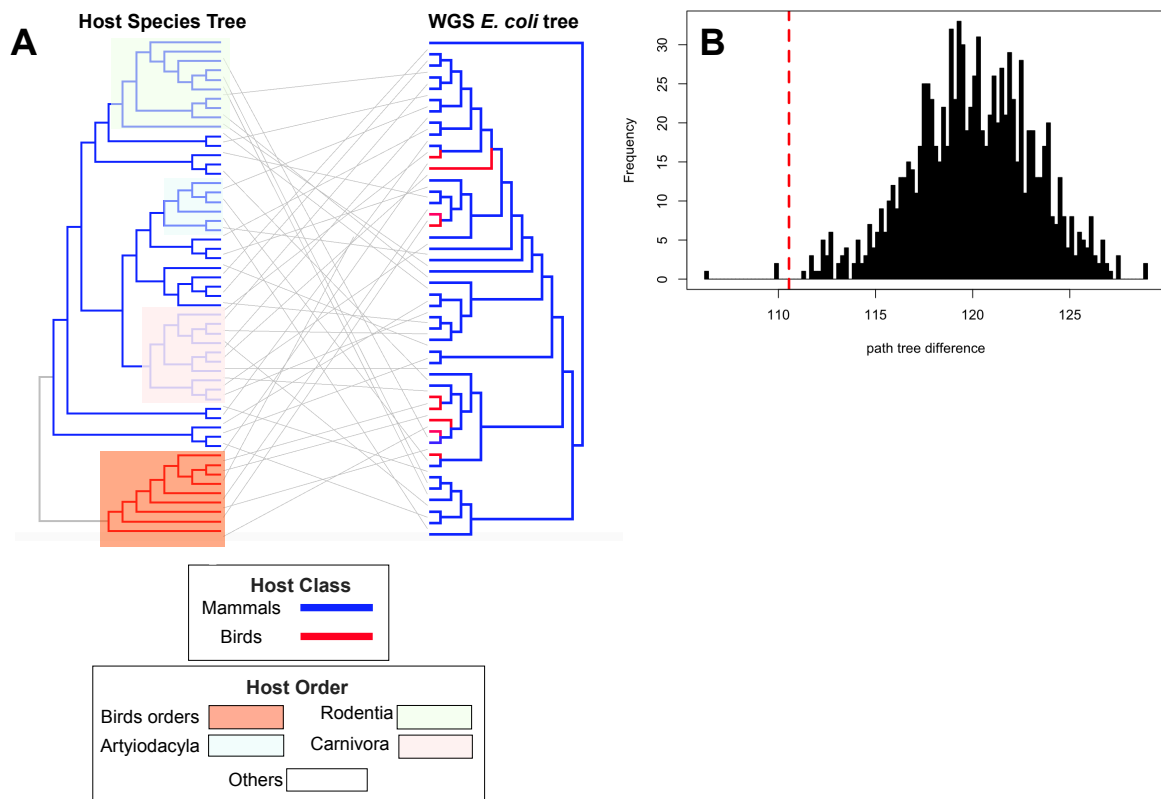 A
Host Species Tree
WGS E. coli tree
Host Class
Mammals
Birds
Host Order
Birds orders
Rodentia
Artyiodacyla
Carnivora
Others
B
Frequency
30
25
20
15
10
5
0
110
115
120
125
path tree difference